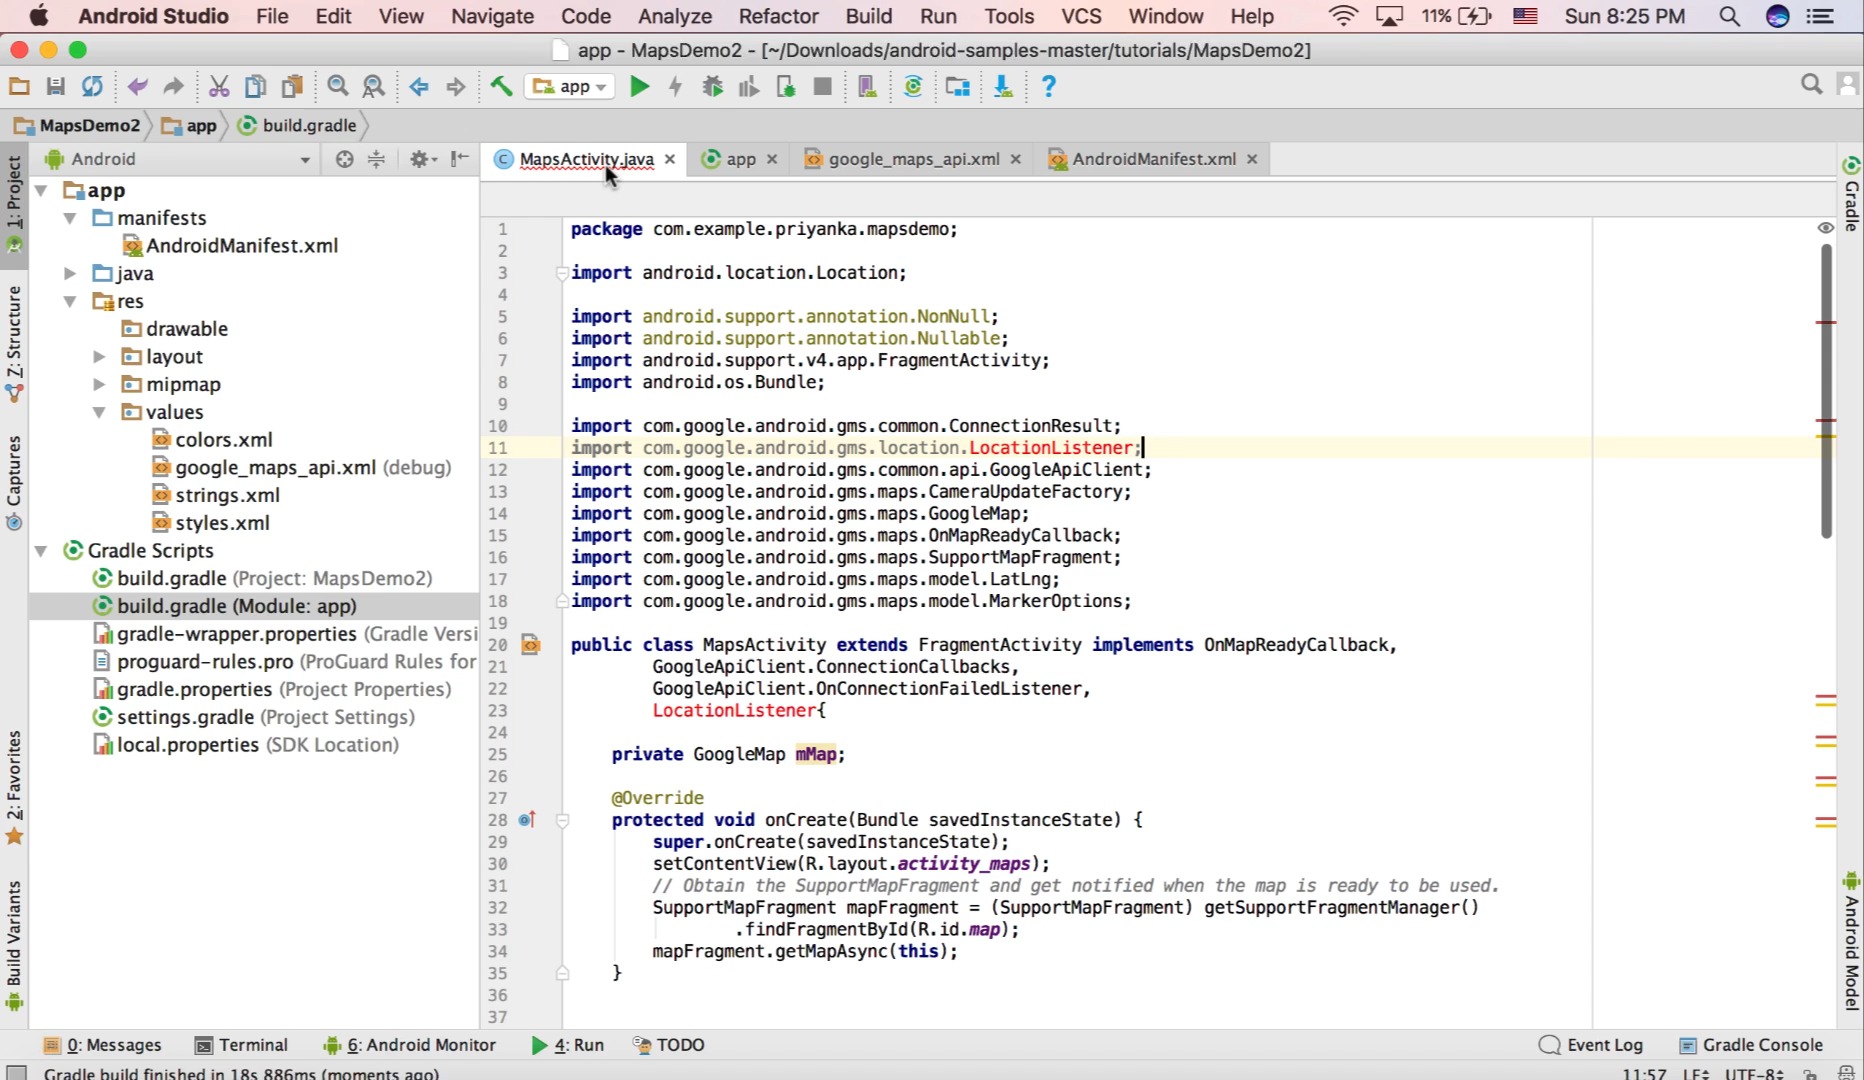 Android Studio File Edit View Navigate Code Analyze Refactor Build Run Tools VCS Window Help 11% Sun 8:25 PM
app - MapsDemo2 - [~/Downloads/android-samples-master/tutorials/MapsDemo2]
app
MapsDemo2 app build.gradle
Android
MapsActivity.java app google_maps_api.xml AndroidManifest.xml
1: Project
Z: Structure
Captures
2: Favorites
Build Variants
app
manifests
AndroidManifest.xml
java
res
drawable
layout
mipmap
values
colors.xml
google_maps_api.xml (debug)
strings.xml
styles.xml
Gradle Scripts
build.gradle (Project: MapsDemo2)
build.gradle (Module: app)
gradle-wrapper.properties (Gradle Versi
proguard-rules.pro (ProGuard Rules for
gradle.properties (Project Properties)
settings.gradle (Project Settings)
local.properties (SDK Location)
1 package com.example.priyanka.mapsdemo;
2
3 import android.location.Location;
4
5 import android.support.annotation.NonNull;
6 import android.support.annotation.Nullable;
7 import android.support.v4.app.FragmentActivity;
8 import android.os.Bundle;
9
10 import com.google.android.gms.common.ConnectionResult;
11 import com.google.android.gms.location.LocationListener;
12 import com.google.android.gms.common.api.GoogleApiClient;
13 import com.google.android.gms.maps.CameraUpdateFactory;
14 import com.google.android.gms.maps.GoogleMap;
15 import com.google.android.gms.maps.OnMapReadyCallback;
16 import com.google.android.gms.maps.SupportMapFragment;
17 import com.google.android.gms.maps.model.LatLng;
18 import com.google.android.gms.maps.model.MarkerOptions;
19
20 public class MapsActivity extends FragmentActivity implements OnMapReadyCallback,
21 GoogleApiClient.ConnectionCallbacks,
22 GoogleApiClient.OnConnectionFailedListener,
23 LocationListener{
24
25 private GoogleMap mMap;
26
27 @Override
28 protected void onCreate(Bundle savedInstanceState) {
29 super.onCreate(savedInstanceState);
30 setContentView(R.layout.activity_maps);
31 // Obtain the SupportMapFragment and get notified when the map is ready to be used.
32 SupportMapFragment mapFragment = (SupportMapFragment) getSupportFragmentManager()
33 .findFragmentById(R.id.map);
34 mapFragment.getMapAsync(this);
35 }
36
37
Gradle
Android Model
0: Messages Terminal 6: Android Monitor 4: Run TODO Event Log Gradle Console
Gradle build finished in 18s 886ms (moments ago) 11:57 LF UTF-8